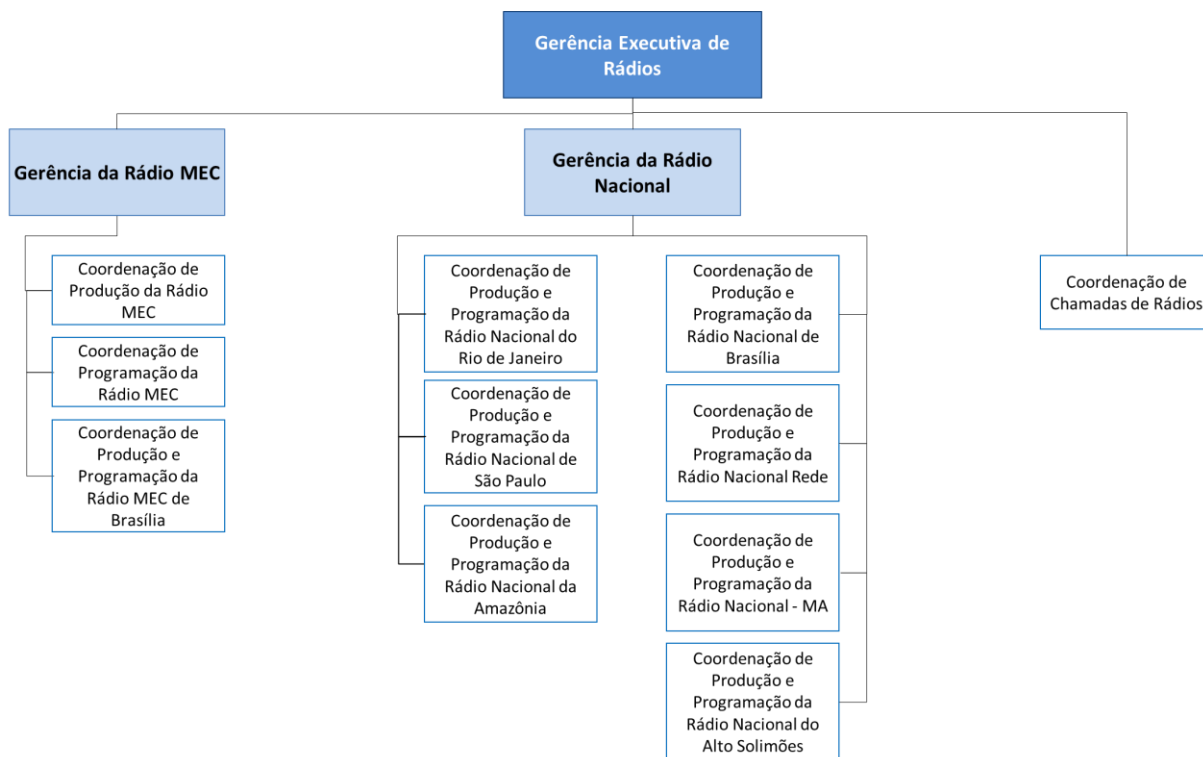 Gerência Executiva de
Rádios
Gerência da Rádio MEC
Gerência da Rádio
Nacional
Coordenação de
Produção da Rádio
MEC
Coordenação de
Programação da
Rádio MEC
Coordenação de
Produção e
Programação da
Rádio MEC de
Brasília
Coordenação de
Produção e
Programação da
Rádio Nacional do
Rio de Janeiro
Coordenação de
Produção e
Programação da
Rádio Nacional de
São Paulo
Coordenação de
Produção e
Programação da
Rádio Nacional da
Amazônia
Coordenação de
Produção e
Programação da
Rádio Nacional de
Brasília
Coordenação de
Produção e
Programação da
Rádio Nacional Rede
Coordenação de
Produção e
Programação da
Rádio Nacional - MA
Coordenação de
Produção e
Programação da
Rádio Nacional do
Alto Solimões
Coordenação de
Chamadas de Rádios